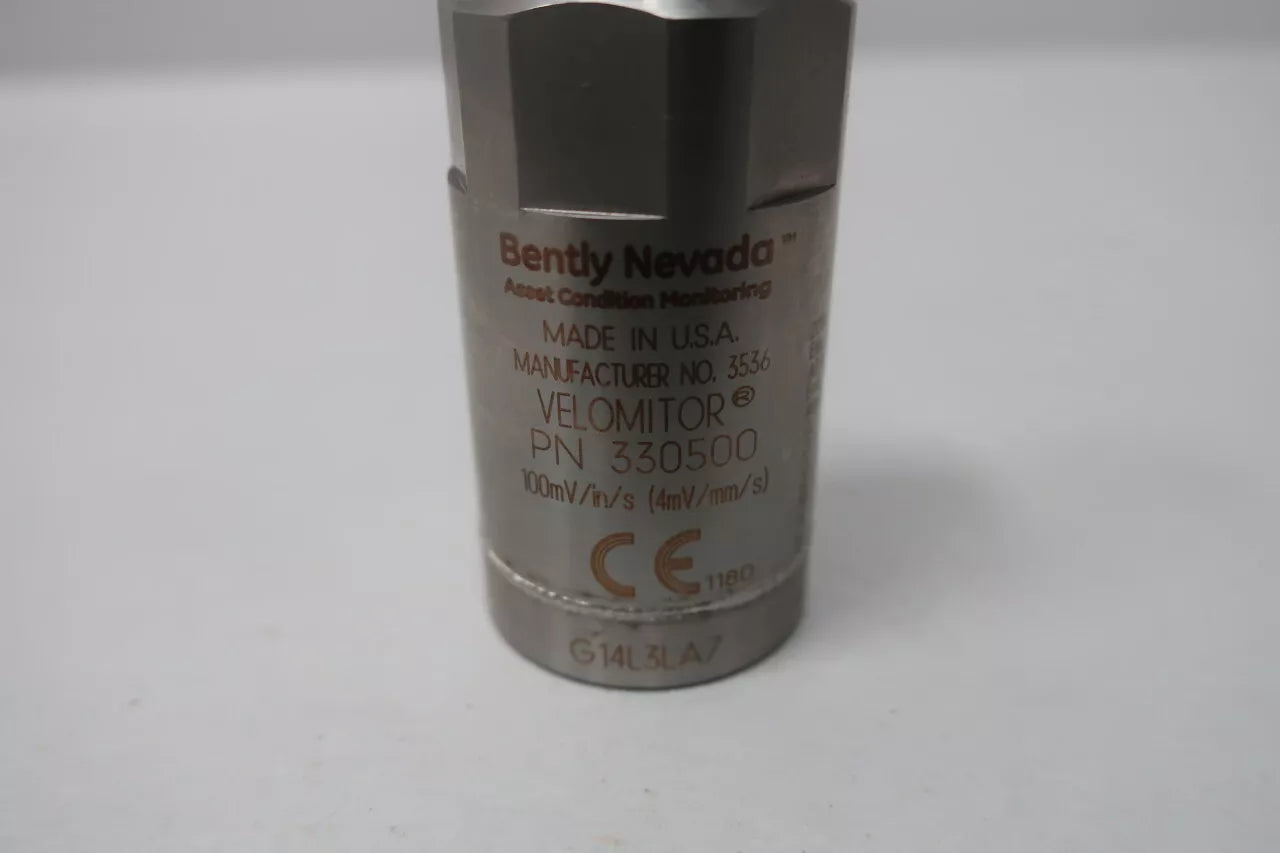 Bently Nevada™
Asset Condition Monitoring
MADE IN U.S.A.
MANUFACTURER NO. 3536
VELOMITOR®
PN 330500
100mV/in/s (4mV/mm/s)
CE 1180
G14L3LA7